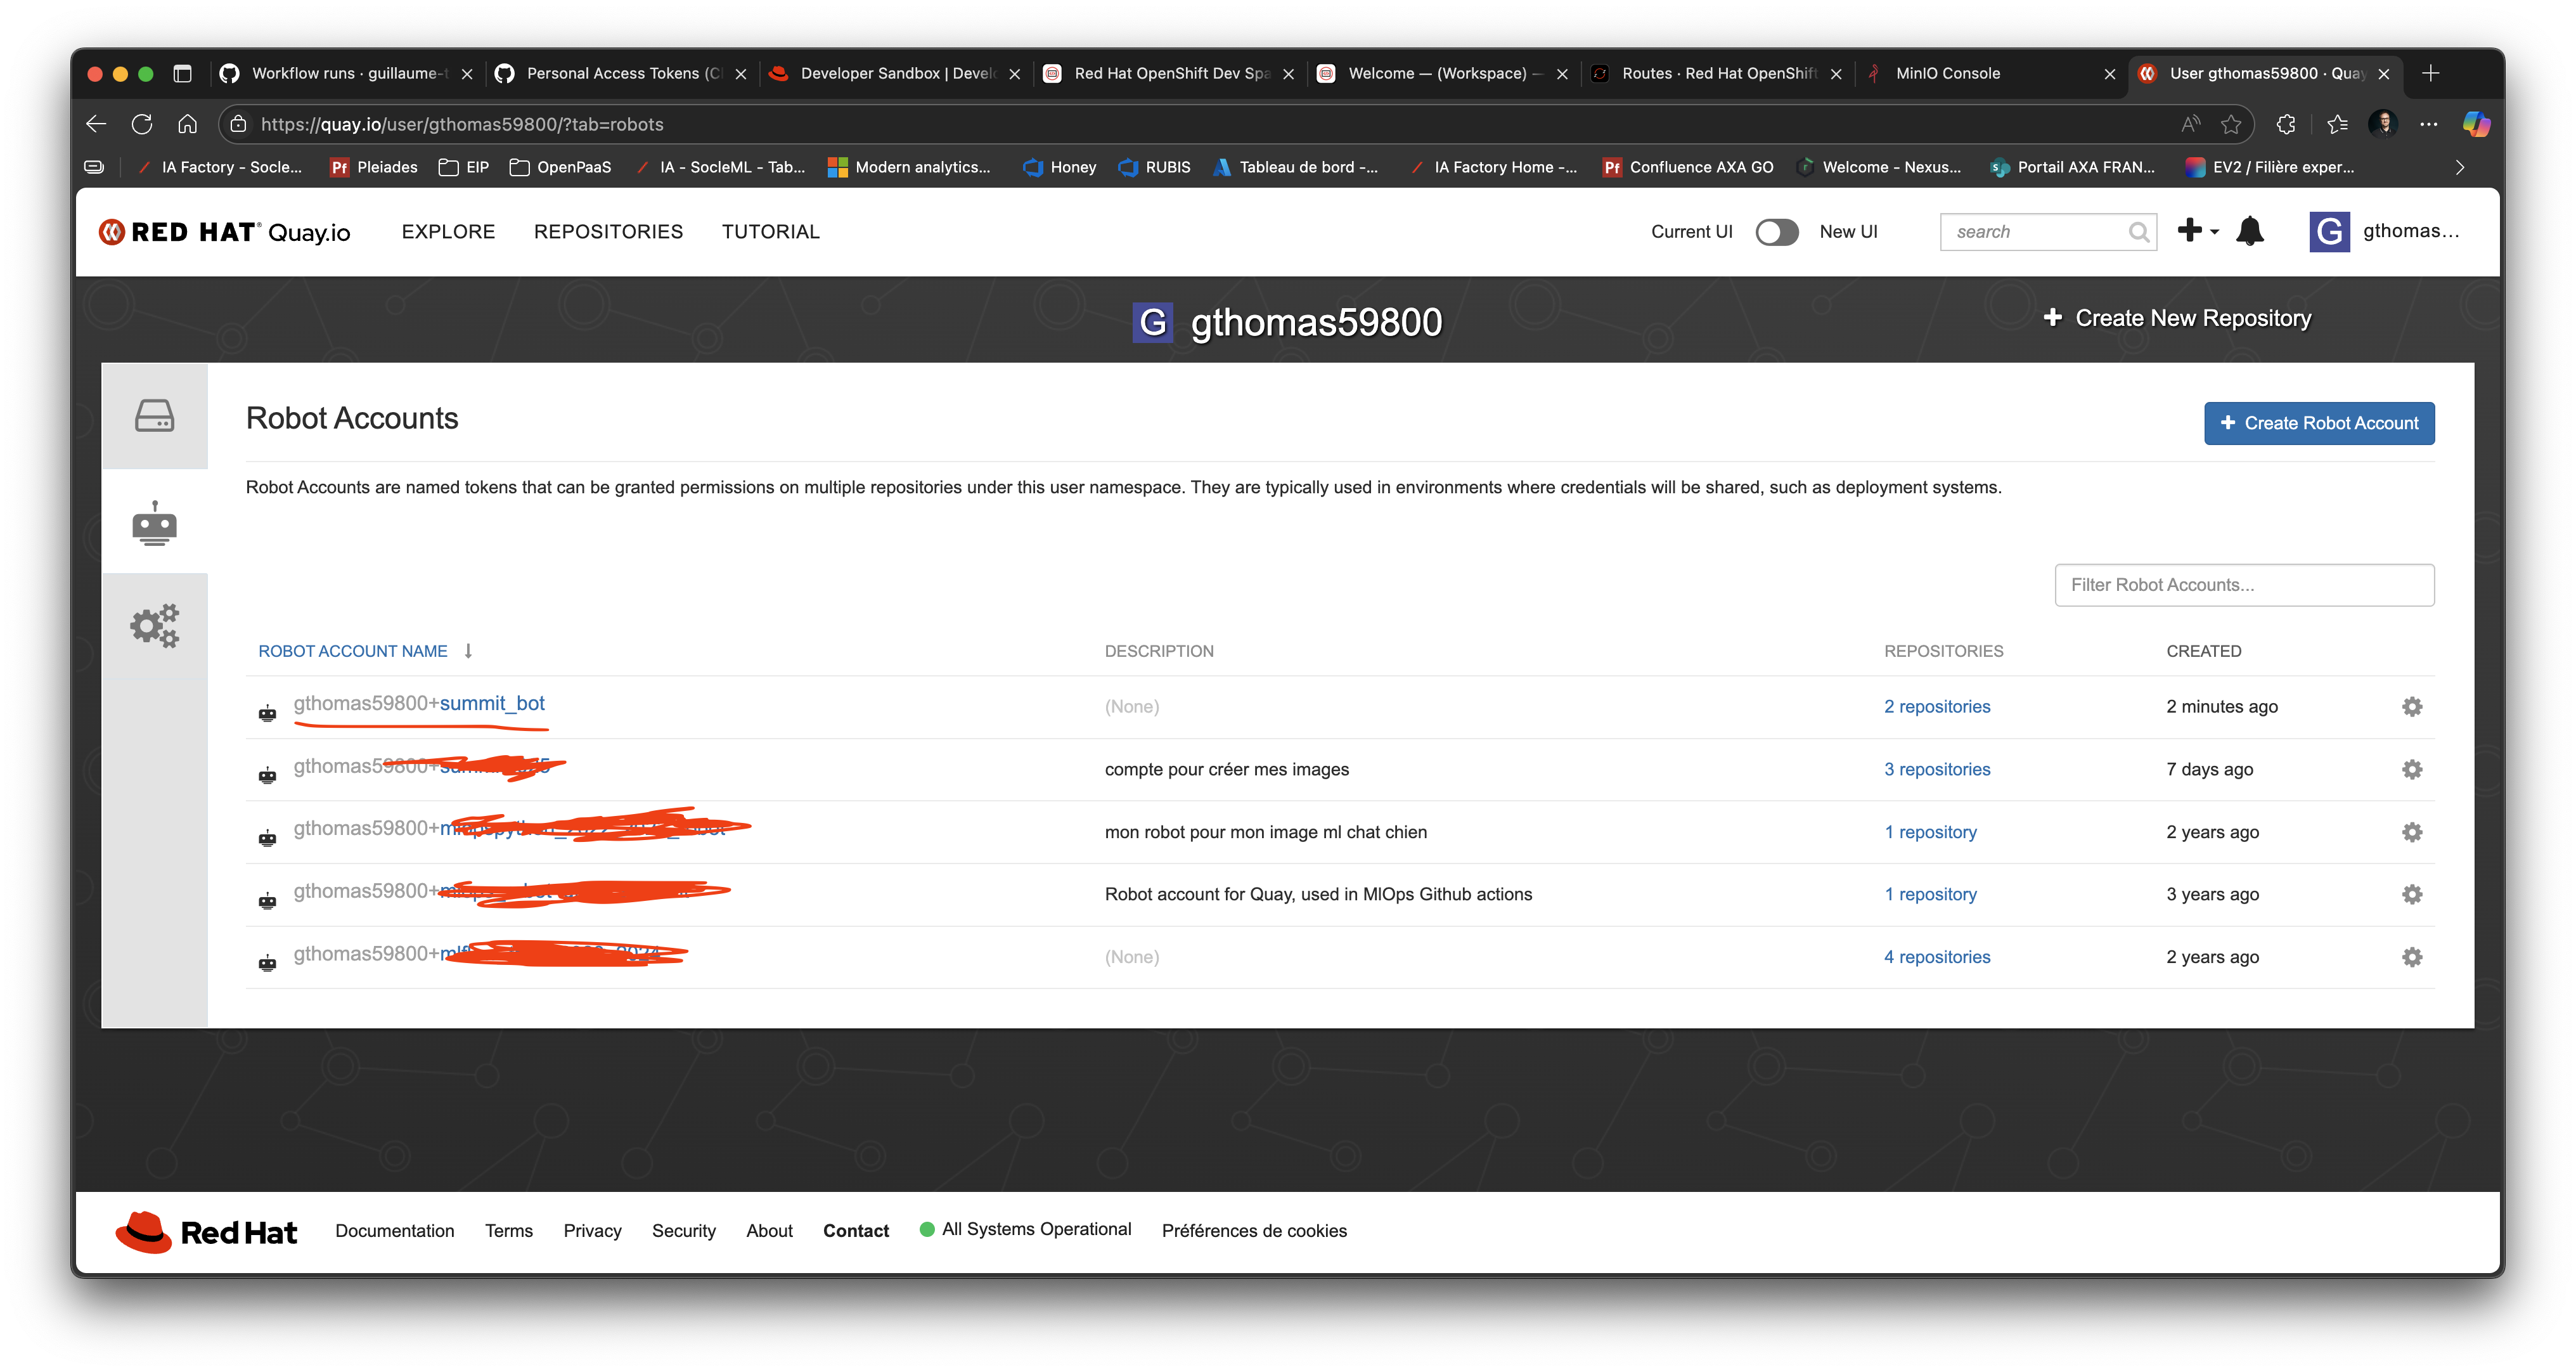 Workflow runs · guillaume-t
Personal Access Tokens (Cl
Developer Sandbox | Develo
Red Hat OpenShift Dev Spa
Welcome — (Workspace) —
Routes · Red Hat OpenShift
MinIO Console
User gthomas59800 · Quay
https://quay.io/user/gthomas59800/?tab=robots
IA Factory - Socle...
Pf Pleiades
EIP
OpenPaaS
IA - SocleML - Tab...
Modern analytics...
Honey
RUBIS
Tableau de bord -...
IA Factory Home -...
Pf Confluence AXA GO
Welcome - Nexus...
Portail AXA FRAN...
EV2 / Filière exper...
RED HAT® Quay.io
EXPLORE
REPOSITORIES
TUTORIAL
Current UI
New UI
search
G gthomas...
G gthomas59800
Create New Repository
Robot Accounts
Create Robot Account
Robot Accounts are named tokens that can be granted permissions on multiple repositories under this user namespace. They are typically used in environments where credentials will be shared, such as deployment systems.
Filter Robot Accounts...
ROBOT ACCOUNT NAME DESCRIPTION REPOSITORIES CREATED
gthomas59800+summit_bot (None) 2 repositories 2 minutes ago
gthomas59800+ compte pour créer mes images 3 repositories 7 days ago
gthomas59800+ mon robot pour mon image ml chat chien 1 repository 2 years ago
gthomas59800+ Robot account for Quay, used in MlOps Github actions 1 repository 3 years ago
gthomas59800+ (None) 4 repositories 2 years ago
Red Hat
Documentation
Terms
Privacy
Security
About
Contact
All Systems Operational
Préférences de cookies